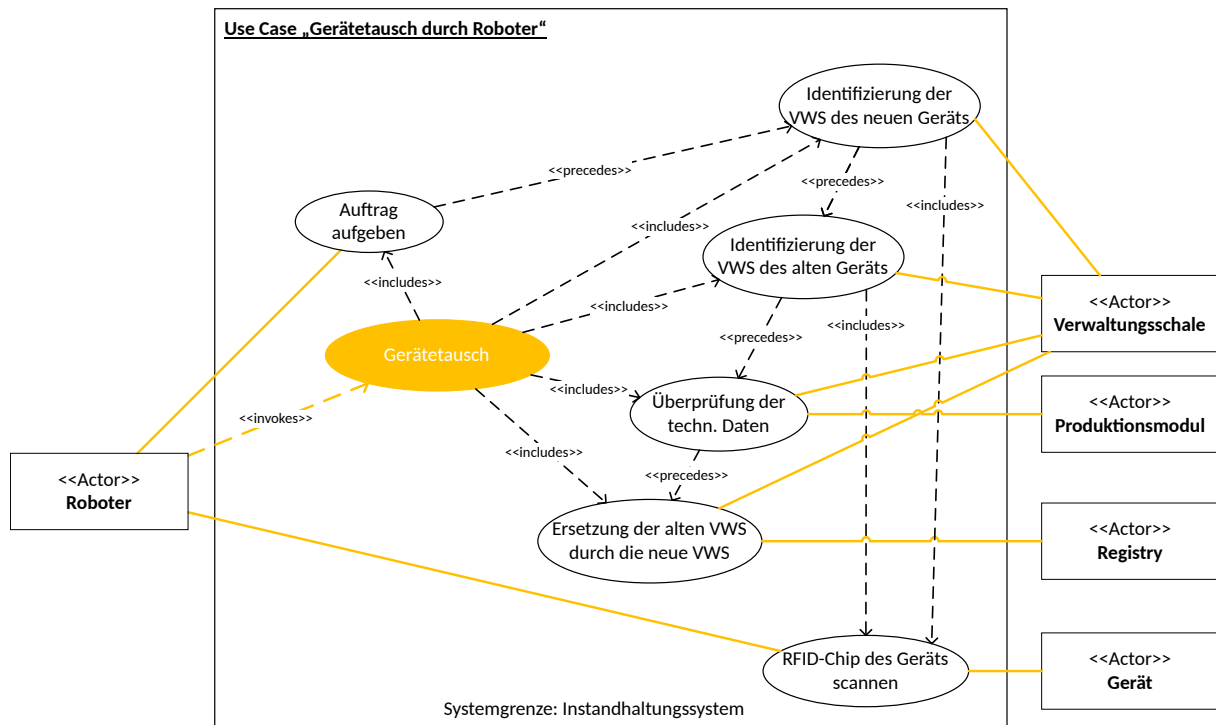 Use Case „Gerätetausch durch Roboter“
Identifizierung der
VWS des neuen Geräts
<<precedes>>
<<precedes>>
<<includes>>
Auftrag
aufgeben
<<includes>>
Identifizierung der
VWS des alten Geräts
<<includes>>
<<includes>>
<<includes>>
<<Actor>>
Verwaltungsschale
<<precedes>>
Gerätetausch
<<includes>>
Überprüfung der
techn. Daten
<<Actor>>
Produktionsmodul
<<invokes>>
<<includes>>
<<precedes>>
<<Actor>>
Roboter
Ersetzung der alten VWS
durch die neue VWS
<<Actor>>
Registry
RFID-Chip des Geräts
scannen
<<Actor>>
Gerät
Systemgrenze: Instandhaltungssystem